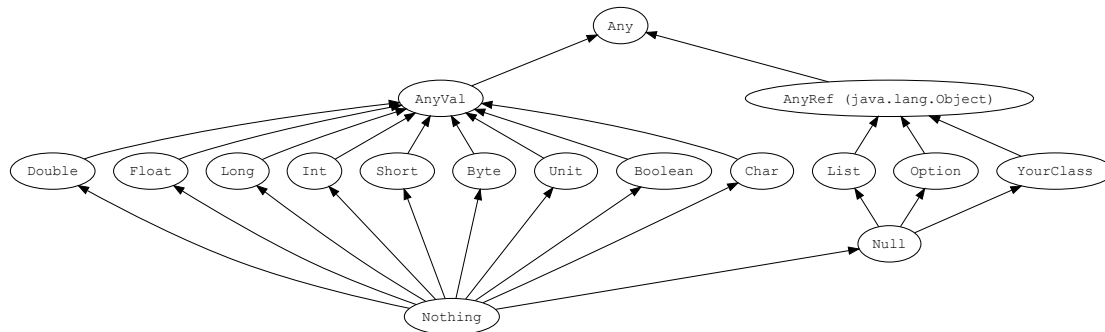 Any
AnyVal
AnyRef (java.lang.Object)
Double
Float
Long
Int
Short
Byte
Unit
Boolean
Char
List
Option
YourClass
Null
Nothing